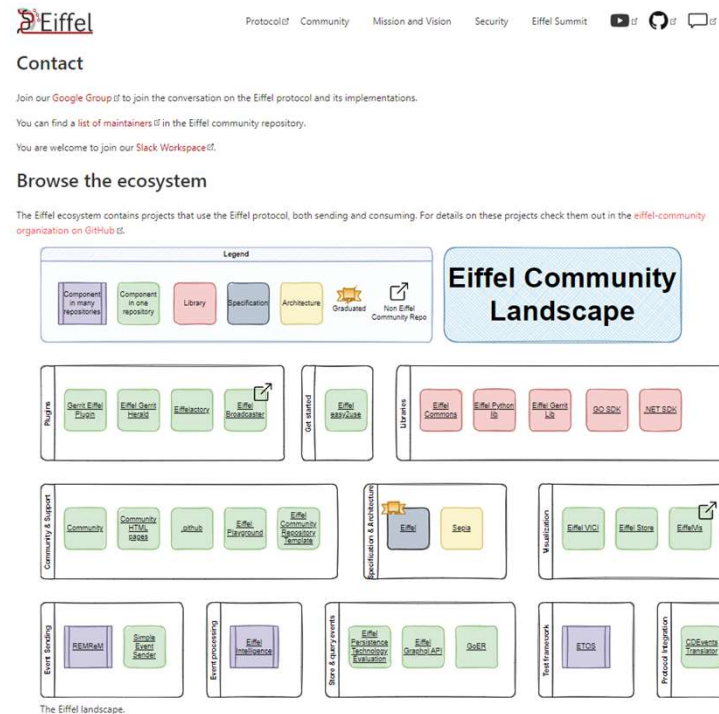 Eiffel
Protocol Community Mission and Vision Security Eiffel Summit
Contact
Join our Google Group to join the conversation on the Eiffel protocol and its implementations.
You can find a list of maintainers in the Eiffel community repository.
You are welcome to join our Slack Workspace.
Browse the ecosystem
The Eiffel ecosystem contains projects that use the Eiffel protocol, both sending and consuming. For details on these projects check them out in the eiffel-community
organization on GitHub.
Legend
Component
in many
repositories
Component
in one
repository
Library
Specification
Architecture
Graduated
Non Eiffel
Community Repo
Eiffel Community
Landscape
Plugins
Gerrit Eiffel
Plugin
Eiffel Gerrit
Herald
Eiffelactory
Eiffel
Broadcaster
Get started
Eiffel
easy2use
Libraries
Eiffel
Commons
Eiffel Python
lib
Eiffel Gerrit
Lib
GO SDK
.NET SDK
Community & Support
Community
Community
HTML
pages
.github
Eiffel
Playground
Eiffel
Community
Repository
Template
Specification & Architecture
Eiffel
Sepia
Visualization
Eiffel VICI
Eiffel Store
EiffelVis
Event Sending
REMReM
Simple
Event
Sender
Event processing
Eiffel
Intelligence
Store & query events
Eiffel
Persistence
Technology
Evaluation
Eiffel
Graphql API
GoER
Test framework
ETOS
Protocol Integration
CDEvents
Translator
The Eiffel landscape.